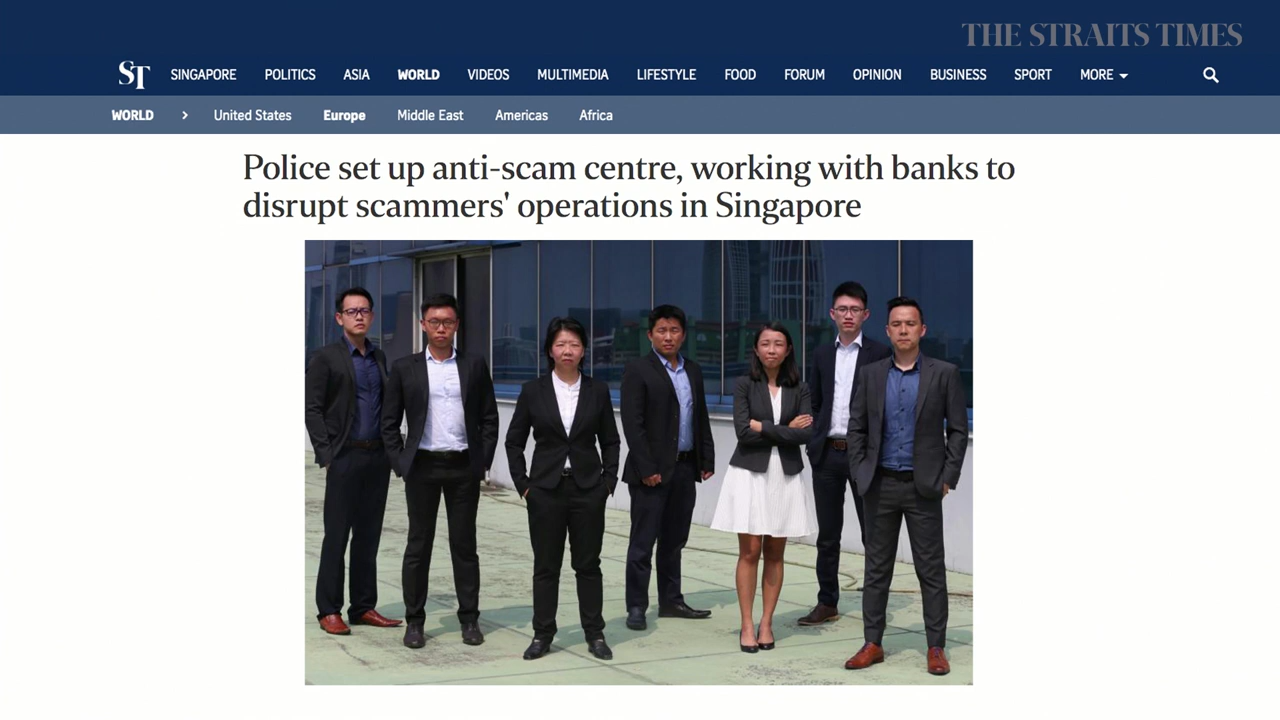 THE STRAITS TIMES
ST SINGAPORE POLITICS ASIA WORLD VIDEOS MULTIMEDIA LIFESTYLE FOOD FORUM OPINION BUSINESS SPORT MORE
WORLD > United States Europe Middle East Americas Africa
Police set up anti-scam centre, working with banks to
disrupt scammers' operations in Singapore